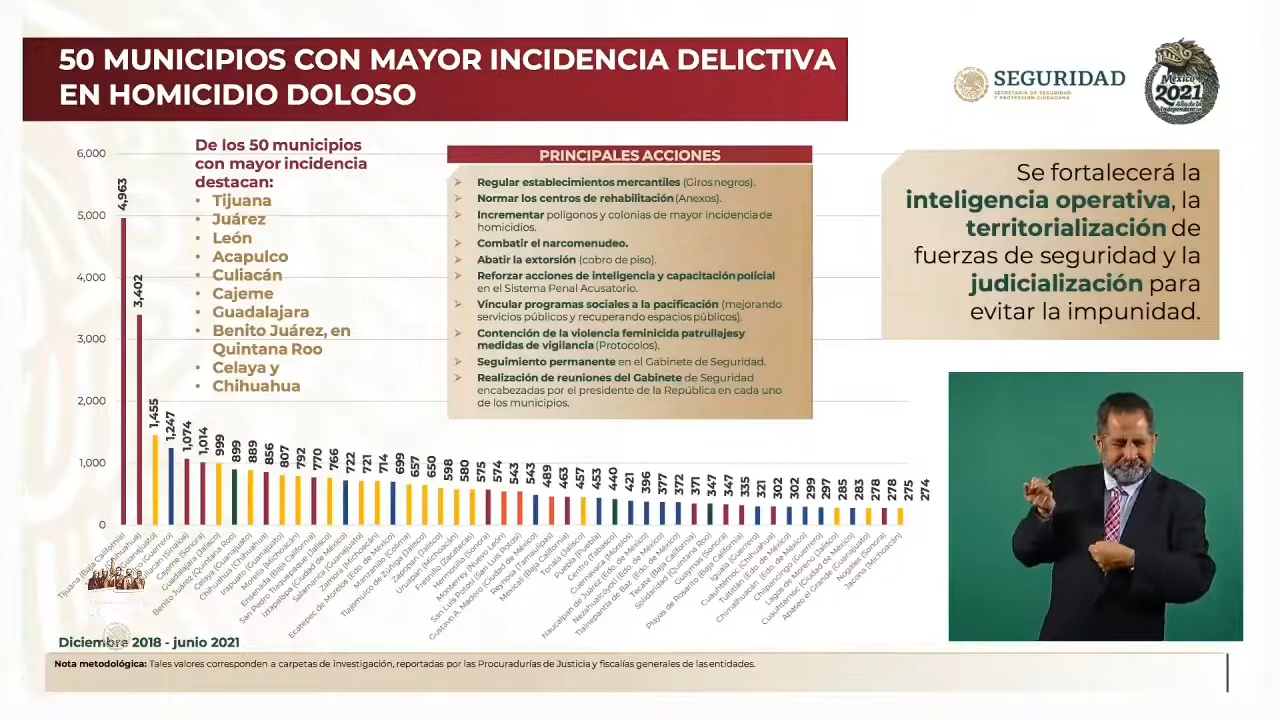 50 MUNICIPIOS CON MAYOR INCIDENCIA DELICTIVA
EN HOMICIDIO DOLOSO
SEGURIDAD
SECRETARÍA DE SEGURIDAD
Y PROTECCIÓN CIUDADANA
México
2021
Año de la
Independencia
De los 50 municipios
con mayor incidencia
destacan:
• Tijuana
• Juárez
• León
• Acapulco
• Culiacán
• Cajeme
• Guadalajara
• Benito Juárez, en
Quintana Roo
• Celaya y
• Chihuahua
PRINCIPALES ACCIONES
Regular establecimientos mercantiles (Giros negros).
Normar los centros de rehabilitación (Anexos).
Incrementar polígonos y colonias de mayor incidencia de
homicidios.
Combatir el narcomenudeo.
Abatir la extorsión (cobro de piso).
Reforzar acciones de inteligencia y capacitación policial
en el Sistema Penal Acusatorio.
Vincular programas sociales a la pacificación (mejorando
servicios públicos y recuperando espacios públicos).
Contención de la violencia feminicida patrullajes y
medidas de vigilancia (Protocolos).
Seguimiento permanente en el Gabinete de Seguridad.
Realización de reuniones del Gabinete de Seguridad
encabezadas por el presidente de la República en cada uno
de los municipios.
Se fortalecerá la
inteligencia operativa, la
territorialización de
fuerzas de seguridad y la
judicialización para
evitar la impunidad.
6,000
5,000
4,000
3,000
2,000
1,000
0
4,963
3,402
1,455
1,247
1,074
1,014
999
899
889
856
807
792
770
766
722
721
714
699
657
650
598
580
575
574
543
543
489
463
457
453
440
421
396
377
372
371
347
347
335
321
302
302
299
297
285
283
278
278
275
274
Tijuana (Baja California)
Guadalajara (Jalisco)
Benito Juárez (Quintana Roo)
Celaya (Guanajuato)
Chihuahua (Chihuahua)
Irapuato (Guanajuato)
Morelia (Michoacán)
Ensenada (Baja California)
San Pedro Tlaquepaque (Jalisco)
Iztapalapa (Ciudad de México)
Salamanca (Guanajuato)
Zamora (Michoacán)
Ecatepec de Morelos (Edo. de México)
Tlajomulco de Zúñiga (Jalisco)
Zapopan (Jalisco)
Uruapan (Michoacán)
Fresnillo (Zacatecas)
Hermosillo (Sonora)
Monterrey (Nuevo León)
San Luis Potosí (San Luis Potosí)
Gustavo A. Madero (Ciudad de México)
Reynosa (Tamaulipas)
Mexicali (Baja California)
Tonalá (Jalisco)
Puebla (Puebla)
Centro (Tabasco)
Naucalpan de Juárez (Edo. de México)
Nezahualcóyotl (Edo. de México)
Tlalnepantla de Baz (Edo. de México)
Tecate (Baja California)
Solidaridad (Quintana Roo)
Guaymas (Sonora)
Playas de Rosarito (Baja California)
Iguala (Guerrero)
Cuauhtémoc (Chihuahua)
Tultitlán (Edo. de México)
Chimalhuacán (Edo. de México)
Chilpancingo (Guerrero)
Lagos de Moreno (Jalisco)
Cuauhtémoc (Ciudad de México)
Apaseo el Grande (Guanajuato)
Nogales (Sonora)
Jacona (Michoacán)
Diciembre 2018 - junio 2021
Nota metodológica: Tales valores corresponden a carpetas de investigación, reportadas por las Procuradurías de Justicia y fiscalías generales de las entidades.